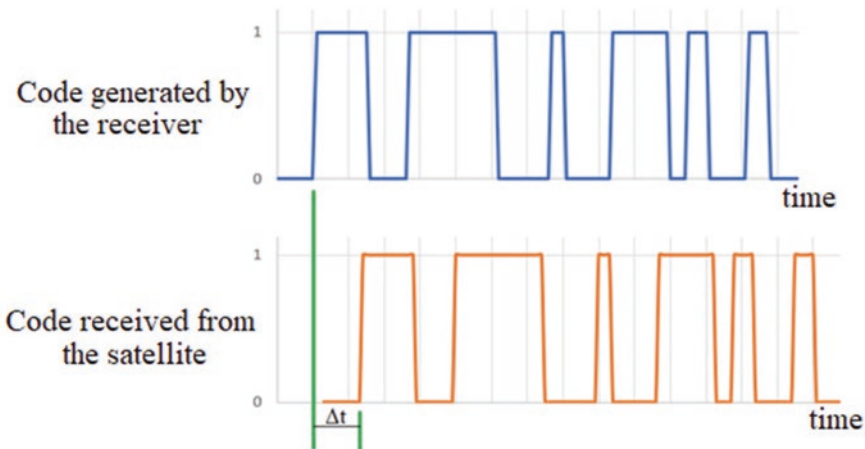 1
Code generated by
the receiver
0
time
1
Code received from
the satellite
0
Δt
time